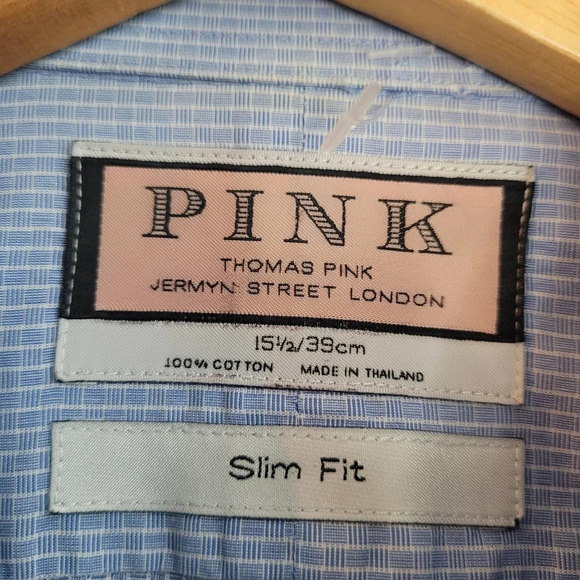 PINK
THOMAS PINK
JERMYN STREET LONDON
15½/39cm
100% COTTON MADE IN THAILAND
Slim Fit